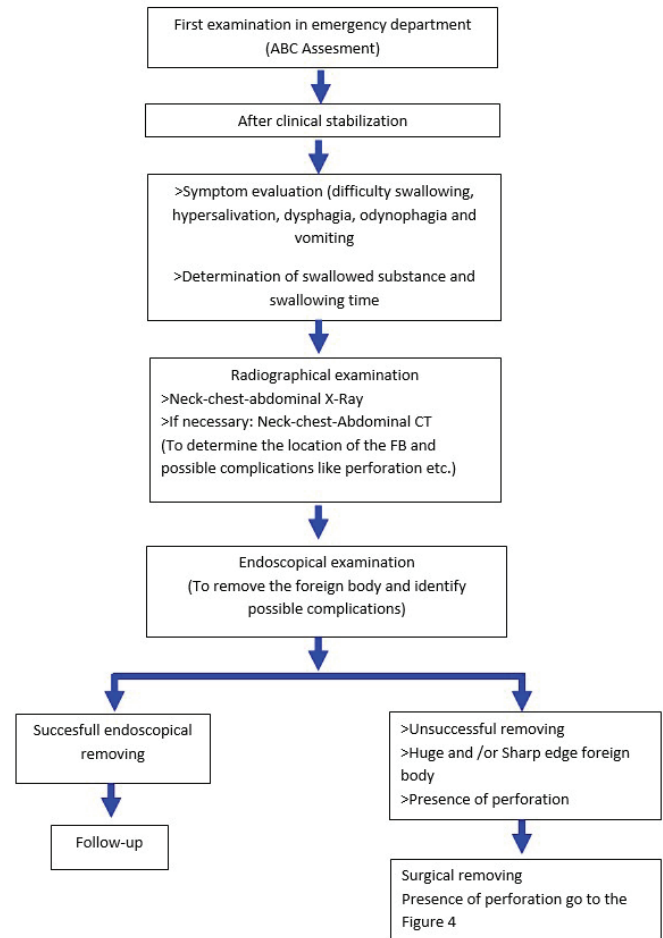 First examination in emergency department
(ABC Assesment)
After clinical stabilization
>Symptom evaluation (difficulty swallowing,
hypersalivation, dysphagia, odynophagia and
vomiting
>Determination of swallowed substance and
swallowing time
Radiographical examination
>Neck-chest-abdominal X-Ray
>If necessary: Neck-chest-Abdominal CT
(To determine the location of the FB and
possible complications like perforation etc.)
Endoscopical examination
(To remove the foreign body and identify
possible complications)
Succesfull endoscopical
removing
Follow-up
>Unsuccessful removing
>Huge and /or Sharp edge foreign
body
>Presence of perforation
Surgical removing
Presence of perforation go to the
Figure 4